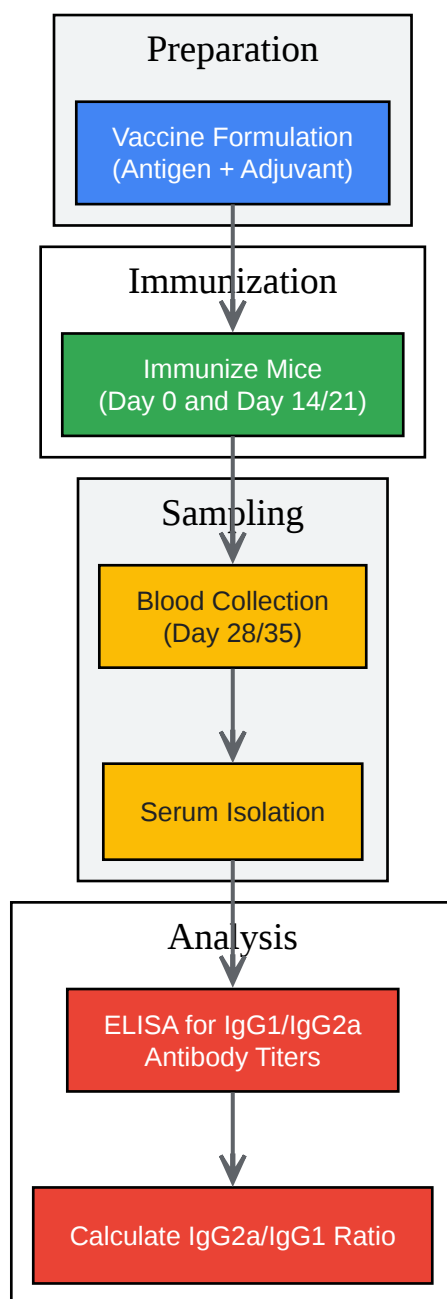 Preparation
Vaccine Formulation
(Antigen + Adjuvant)
Immunization
Immunize Mice
(Day 0 and Day 14/21)
Sampling
Blood Collection
(Day 28/35)
Serum Isolation
Analysis
ELISA for IgG1/IgG2a
Antibody Titers
Calculate IgG2a/IgG1 Ratio